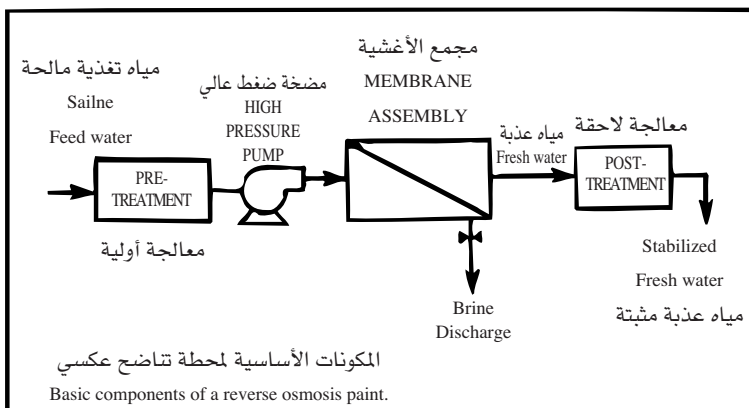 مياه تغذية مالحة
Sailne
Feed water
PRE-
TREATMENT
معالجة أولية
مضخة ضغط عالي
HIGH
PRESSURE
PUMP
مجمع الأغشية
MEMBRANE
ASSEMBLY
مياه عذبة
Fresh water
Brine
Discharge
معالجة لاحقة
POST-
TREATMENT
Stabilized
Fresh water
مياه عذبة مثبتة
المكونات الأساسية لمحطة تناضح عكسي
Basic components of a reverse osmosis paint.